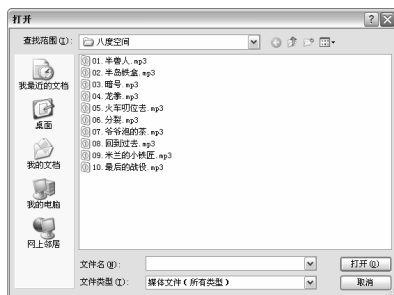 打开
查找范围(I):
八度空间
我最近的文档
桌面
我的文档
我的电脑
网上邻居
01. 半兽人.mp3
02. 半岛铁盒.mp3
03. 暗号.mp3
04. 龙拳.mp3
05. 火车叨位去.mp3
06. 分裂.mp3
07. 爷爷泡的茶.mp3
08. 回到过去.mp3
09. 米兰的小铁匠.mp3
10. 最后的战役.mp3
文件名(N):
打开(O)
文件类型(T):
媒体文件(所有类型)
取消